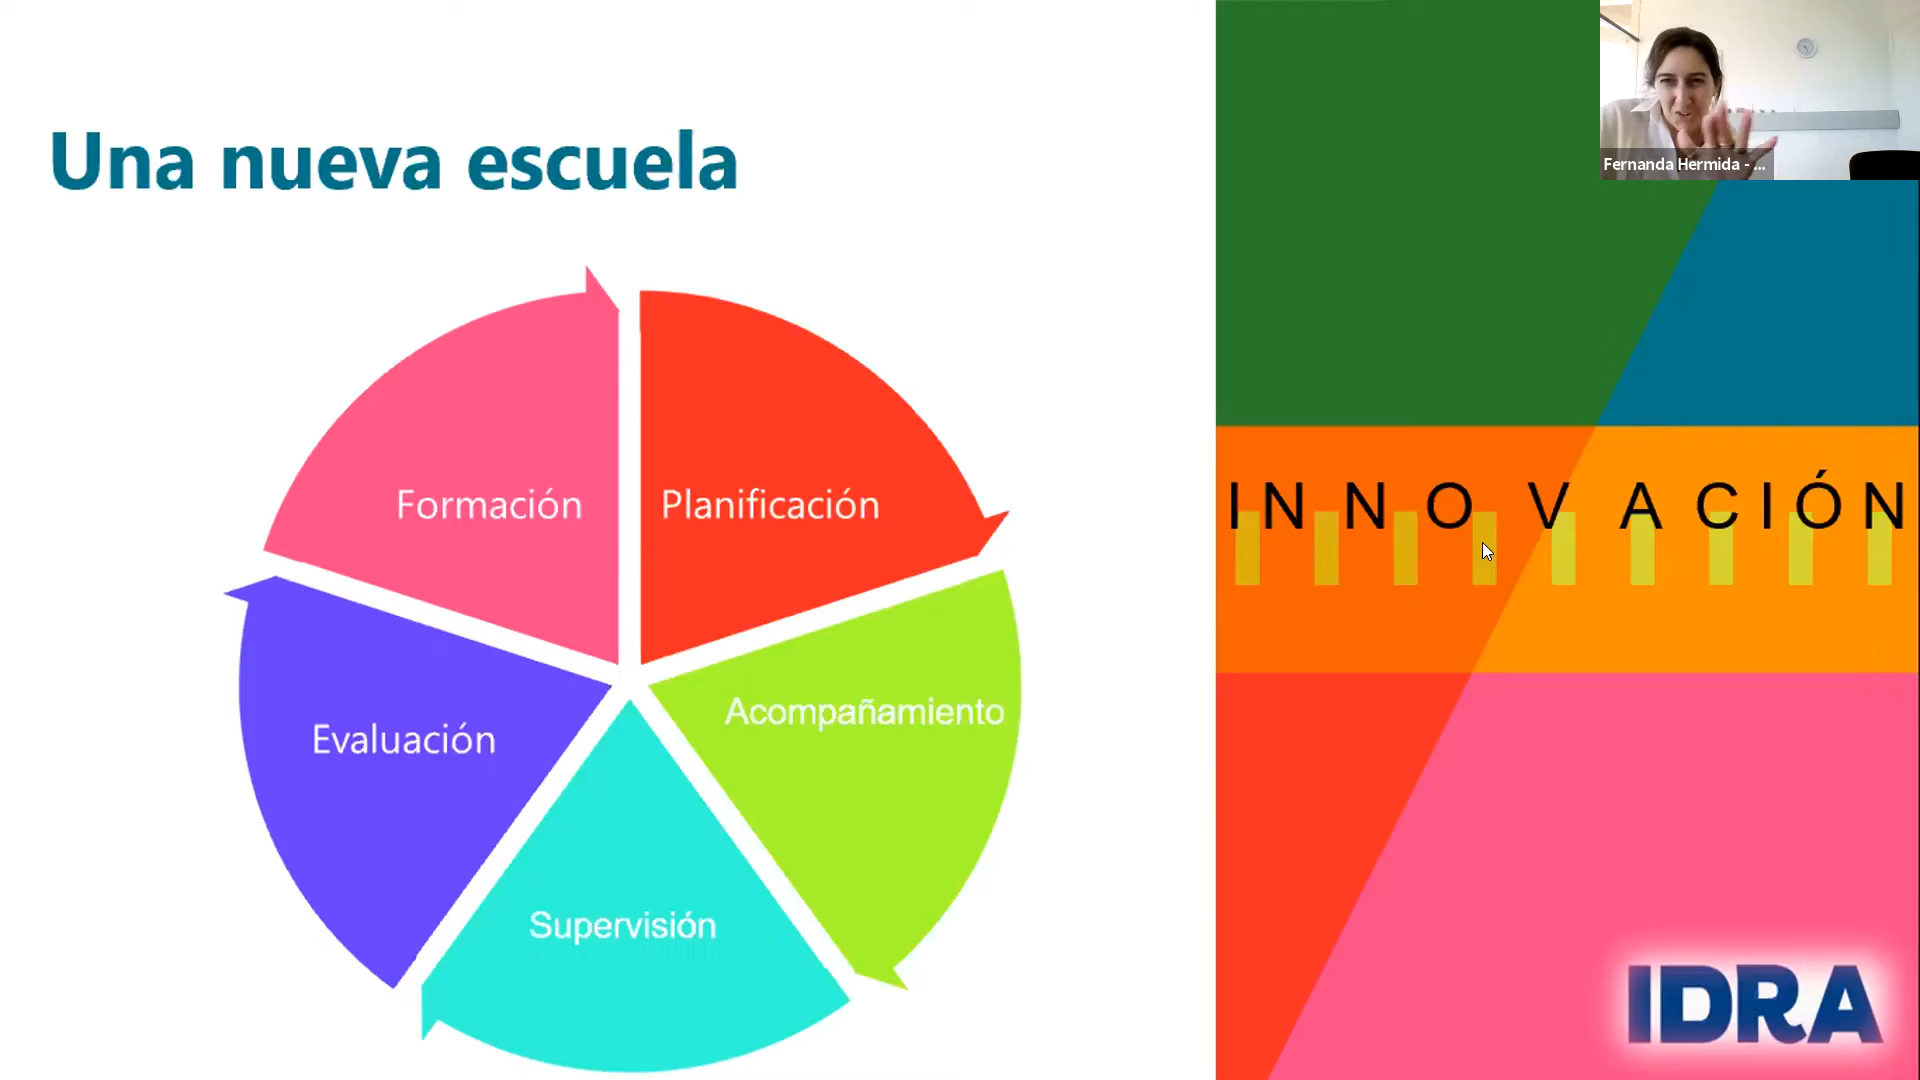 Una nueva escuela
Fernanda Hermida - ...
Formación
Planificación
INNOVACIÓN
Acompañamiento
Evaluación
Supervisión
IDRA